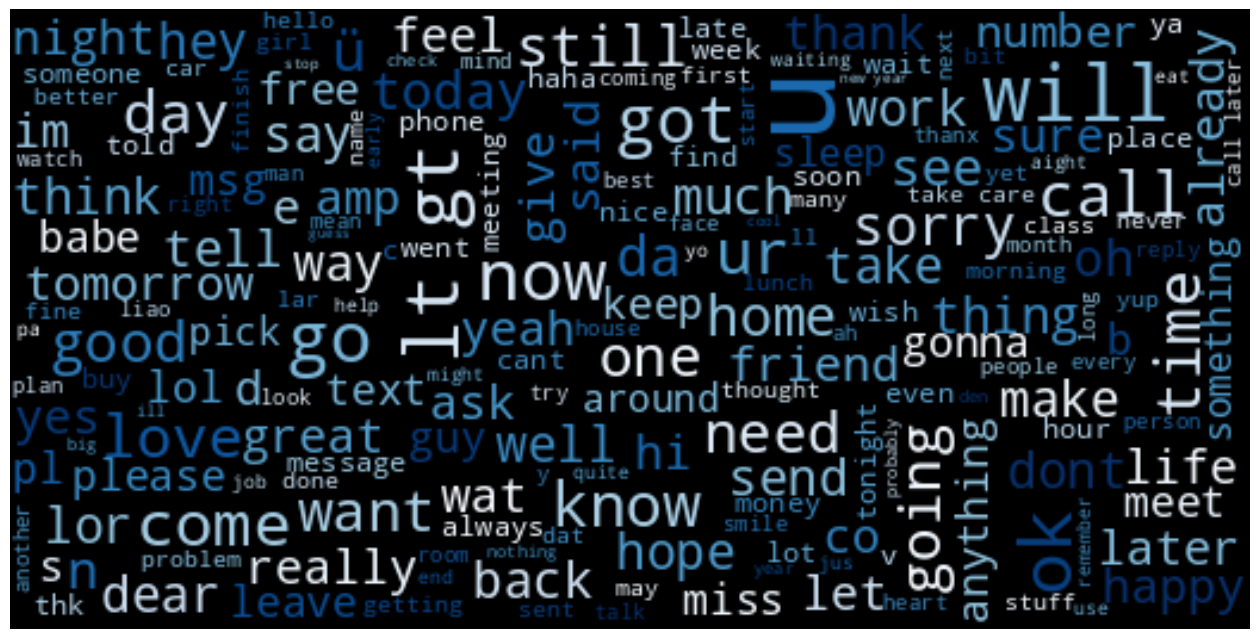 night hey hello girl ü feel still late week thank number ya
someone car stop check mind haha coming first waiting wait next bit
better day finish free today new year eat already
im told say name early phone got u work will
watch said start thanx sure place call later
think msg man right e amp lt gt meeting give find sleep soon see yet aight
best much many take care call
babe tell mean guess way c went nice face cool sorry class never month
tomorrow now da yo ur ll take morning oh reply something
fine liao lar help keep lunch home ah wish thing long yup
pa good pick go yeah house cant one friend gonna b time
plan buy lol d look text might ask try around thought people every
yes ill love great guy well hi need even den make hour person
big pl please message job done y quite send tonight probably going anything dont life
another lor come want wat always dat know money smile co meet
s n problem really room nothing end back hope lot year jus v ok remember later
thk dear leave getting sent talk may miss let heart stuff use happy